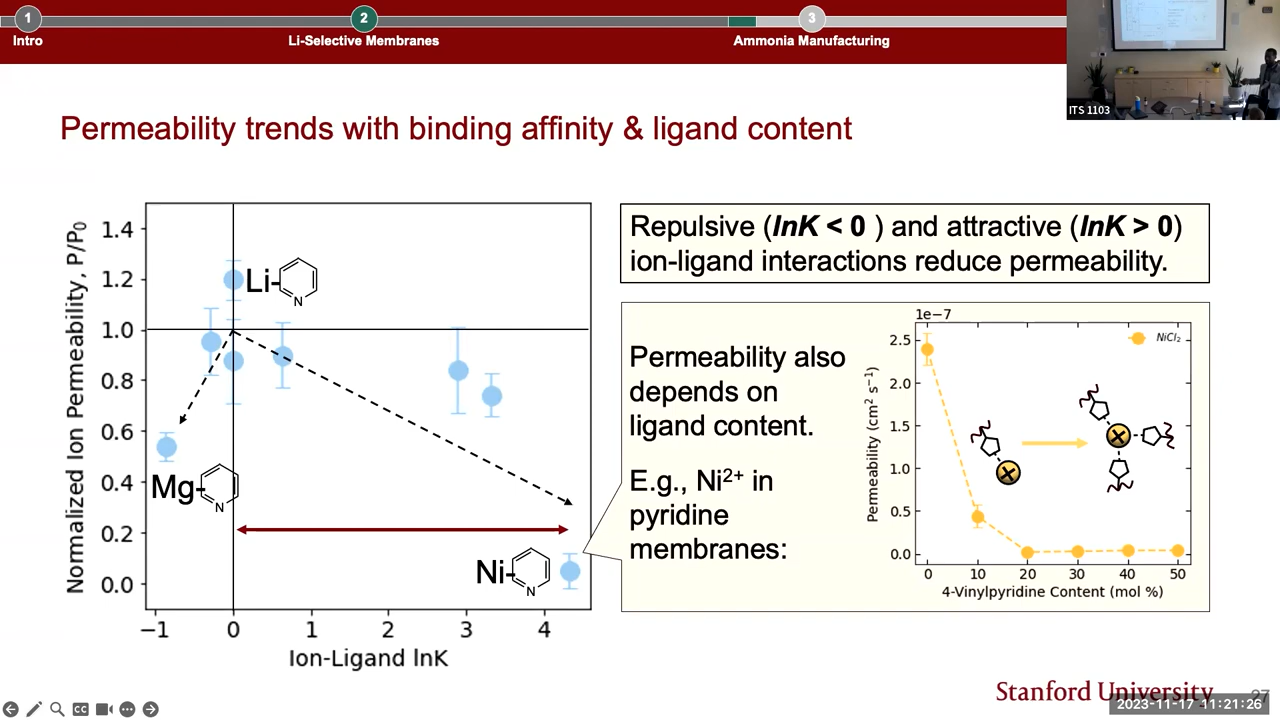 1
2
3
Intro
Li-Selective Membranes
Ammonia Manufacturing
ITS 1103
Permeability trends with binding affinity & ligand content
Normalized Ion Permeability, P/P₀
1.4
1.2
1.0
0.8
0.6
0.4
0.2
0.0
Li-
N
Mg-
N
Ni-
N
−1
0
1
2
3
4
Ion-Ligand lnK
Repulsive (lnK < 0 ) and attractive (lnK > 0)
ion-ligand interactions reduce permeability.
Permeability also
depends on
ligand content.
E.g., Ni²⁺ in
pyridine
membranes:
1e−7
NiCl₂
Permeability (cm² s⁻¹)
2.5
2.0
1.5
1.0
0.5
0.0
0
10
20
30
40
50
4-Vinylpyridine Content (mol %)
Stanford University
27
CC
2023-11-17 11:21:26